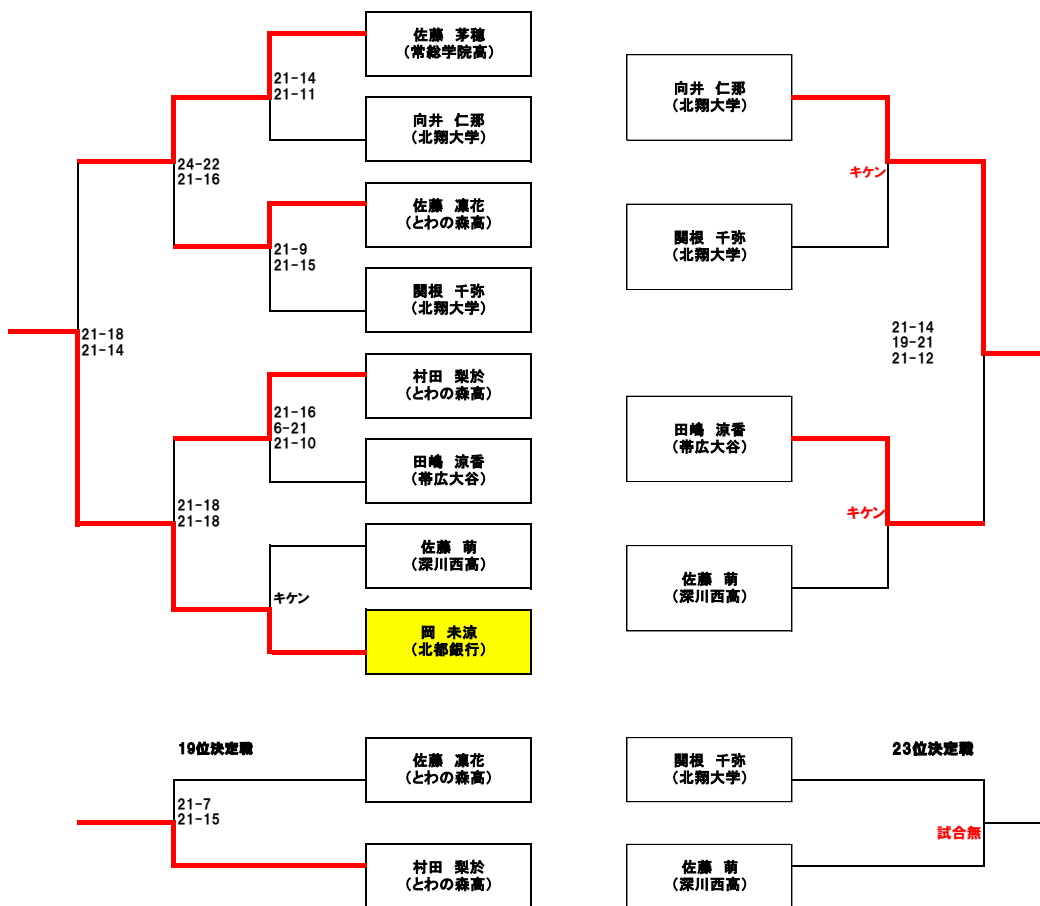 佐藤 茅穂
(常総学院高)
21-14
21-11
向井 仁那
(北翔大学)
24-22
21-16
佐藤 凛花
(とわの森高)
21-9
21-15
関根 千弥
(北翔大学)
21-18
21-14
村田 梨於
(とわの森高)
21-16
6-21
21-10
田嶋 涼香
(帯広大谷)
21-18
21-18
佐藤 萌
(深川西高)
キケン
岡 未涼
(北都銀行)
向井 仁那
(北翔大学)
キケン
関根 千弥
(北翔大学)
21-14
19-21
21-12
田嶋 涼香
(帯広大谷)
キケン
佐藤 萌
(深川西高)
19位決定戦
佐藤 凛花
(とわの森高)
21-7
21-15
村田 梨於
(とわの森高)
23位決定戦
関根 千弥
(北翔大学)
試合無
佐藤 萌
(深川西高)